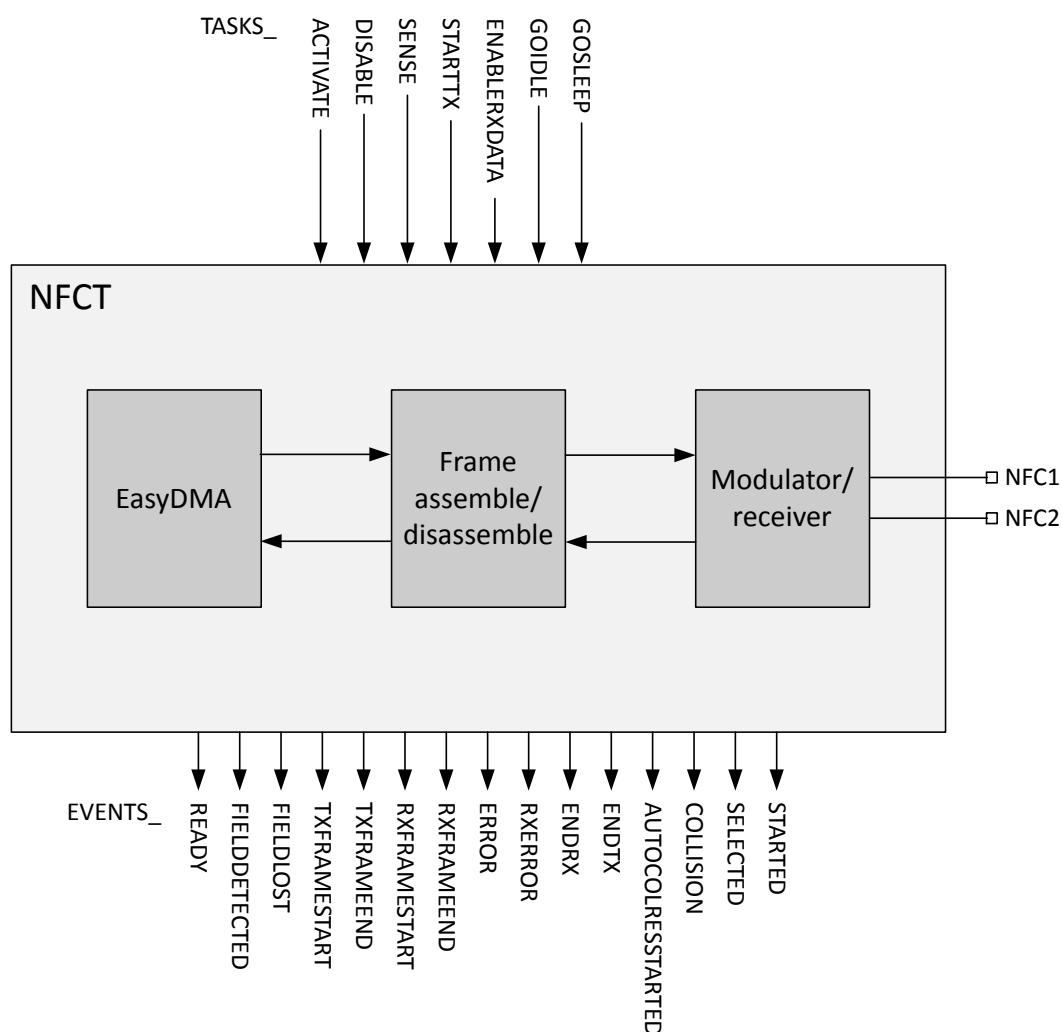 TASKS_
ACTIVATE
DISABLE
SENSE
STARTTX
ENABLERXDATA
GOIDLE
GOSLEEP
NFCT
EasyDMA
Frame
assemble/
disassemble
Modulator/
receiver
NFC1
NFC2
EVENTS_
READY
FIELDDETECTED
FIELDLOST
TXFRAMESTART
TXFRAMEEND
RXFRAMESTART
RXFRAMEEND
ERROR
RXERROR
ENDRX
ENDTX
AUTOCOLRESSTARTED
COLLISION
SELECTED
STARTED